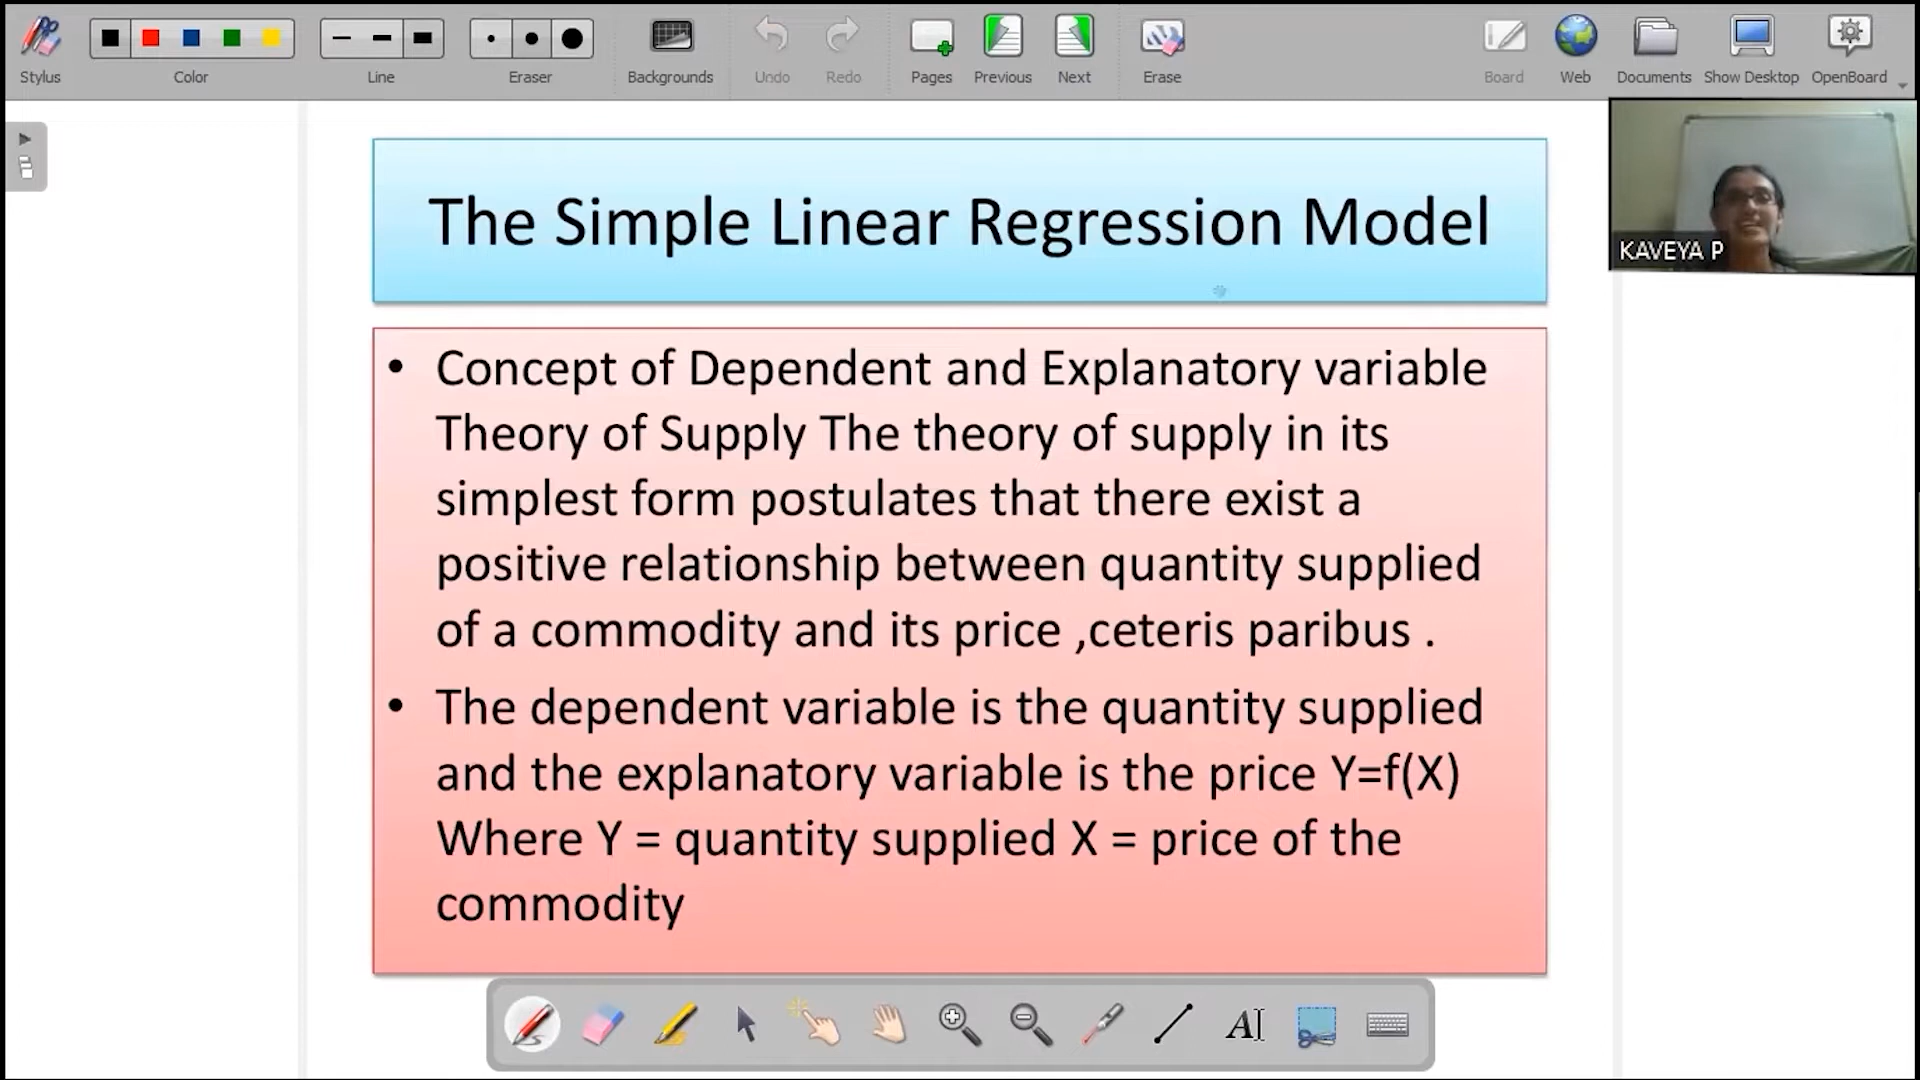 Stylus
Color
Line
Eraser
Backgrounds
Undo
Redo
Pages
Previous
Next
Erase
Board
Web
Documents
Show Desktop
OpenBoard
KAVEYA P
The Simple Linear Regression Model
• Concept of Dependent and Explanatory variable
Theory of Supply The theory of supply in its
simplest form postulates that there exist a
positive relationship between quantity supplied
of a commodity and its price ,ceteris paribus .
• The dependent variable is the quantity supplied
and the explanatory variable is the price Y=f(X)
Where Y = quantity supplied X = price of the
commodity